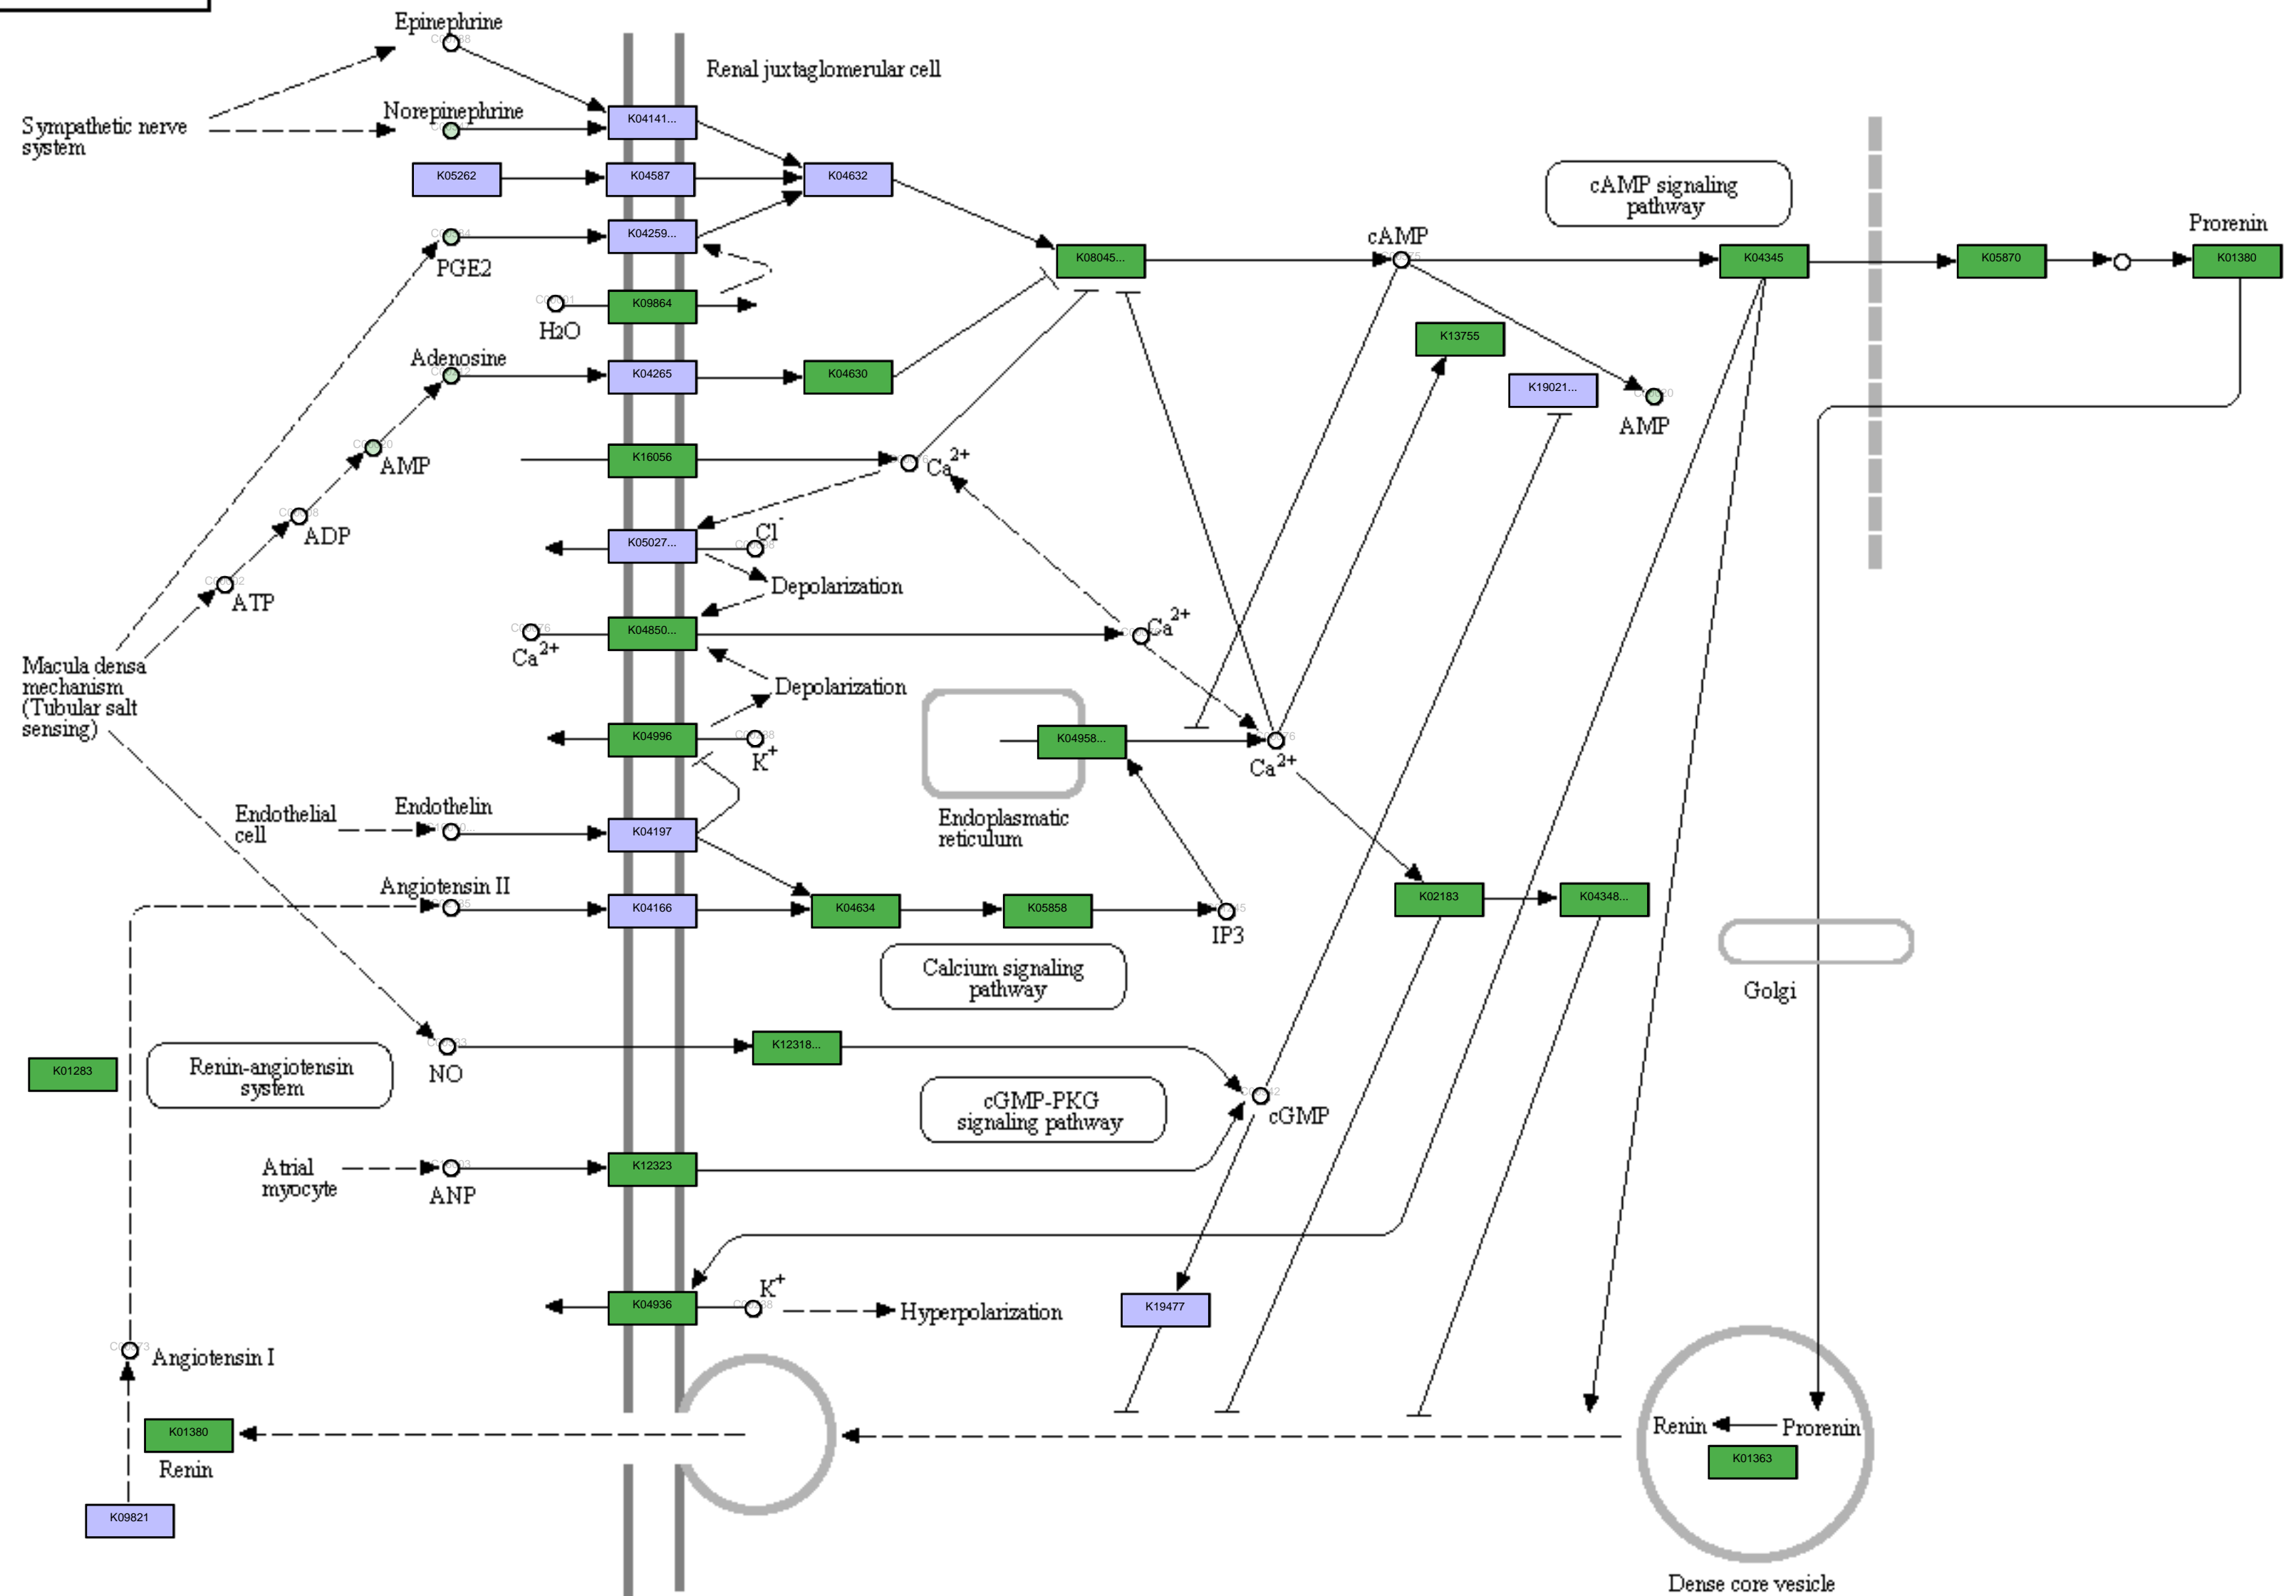 Epinephrine
Renal juxtaglomerular cell
Sympathetic nerve
system
Norepinephrine
K04141...
K05262
K04587
K04632
cAMP signaling
pathway
PGE2
K04259...
K08045...
cAMP
K04345
K05870
Prorenin
K01380
H2O
K09864
K13755
Adenosine
K04265
K04630
K19021...
AMP
AMP
K16056
Ca2+
ADP
K05027...
Cl-
Depolarization
ATP
Ca2+
K04850...
Ca2+
Macula densa
mechanism
(Tubular salt
sensing)
Depolarization
K04996
K+
K04958...
Ca2+
Endoplasmatic
reticulum
Endothelial
cell
Endothelin
K04197
Angiotensin II
K04166
K04634
K05858
IP3
K02183
K04348...
Calcium signaling
pathway
Golgi
K01283
Renin-angiotensin
system
NO
K12318...
cGMP-PKG
signaling pathway
cGMP
Atrial
myocyte
ANP
K12323
K04936
K+
Hyperpolarization
K19477
Angiotensin I
K01380
Renin
K09821
Renin
Prorenin
K01363
Dense core vesicle